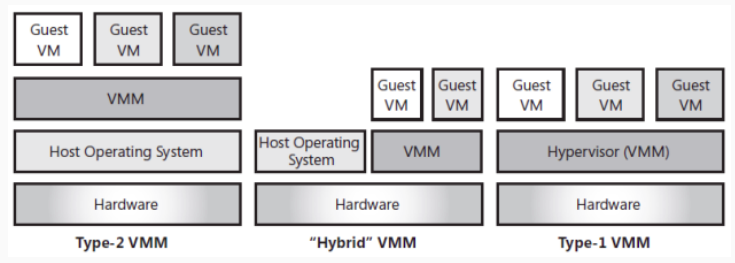 Guest
VM
Guest
VM
Guest
VM
VMM
Host Operating System
Hardware
Type-2 VMM
Guest
VM
Guest
VM
Host Operating
System
VMM
Hardware
“Hybrid” VMM
Guest
VM
Guest
VM
Guest
VM
Hypervisor (VMM)
Hardware
Type-1 VMM